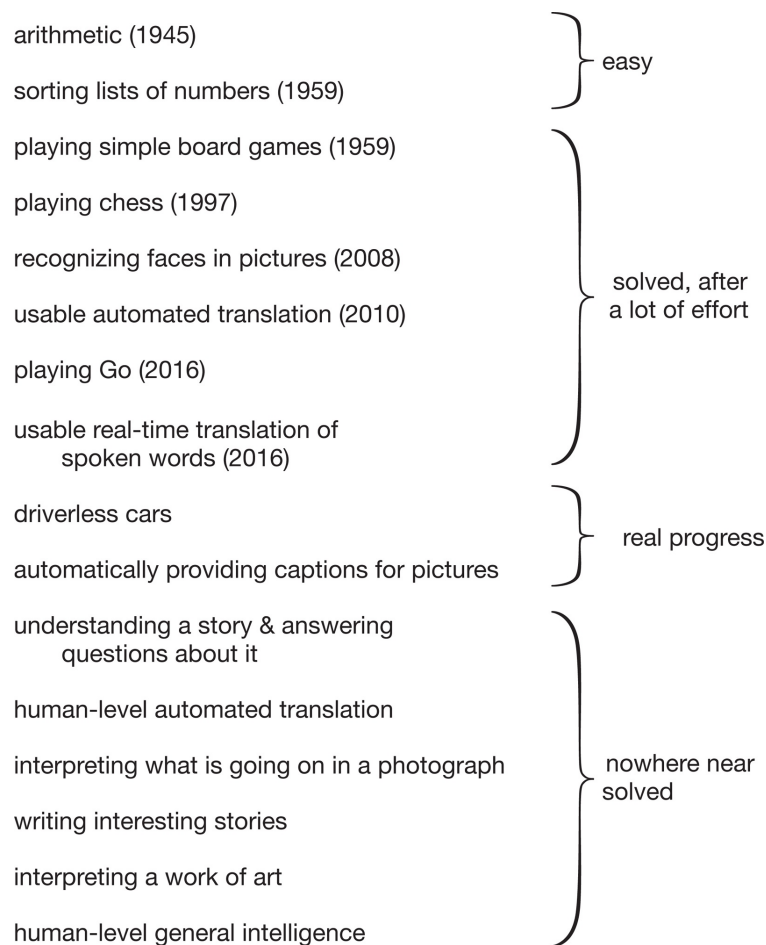 arithmetic (1945)
easy
sorting lists of numbers (1959)
playing simple board games (1959)
playing chess (1997)
recognizing faces in pictures (2008)
solved, after
a lot of effort
usable automated translation (2010)
playing Go (2016)
usable real-time translation of
spoken words (2016)
driverless cars
real progress
automatically providing captions for pictures
understanding a story & answering
questions about it
human-level automated translation
interpreting what is going on in a photograph
nowhere near
solved
writing interesting stories
interpreting a work of art
human-level general intelligence